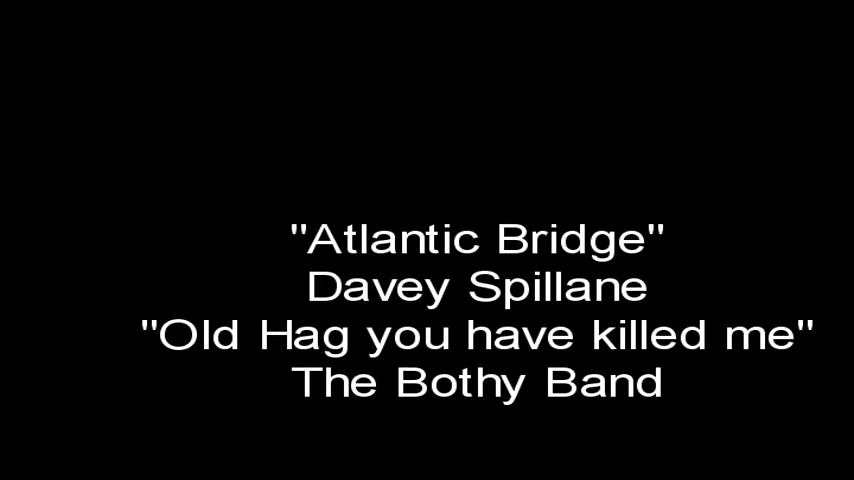 "Atlantic Bridge"
Davey Spillane
"Old Hag you have killed me"
The Bothy Band